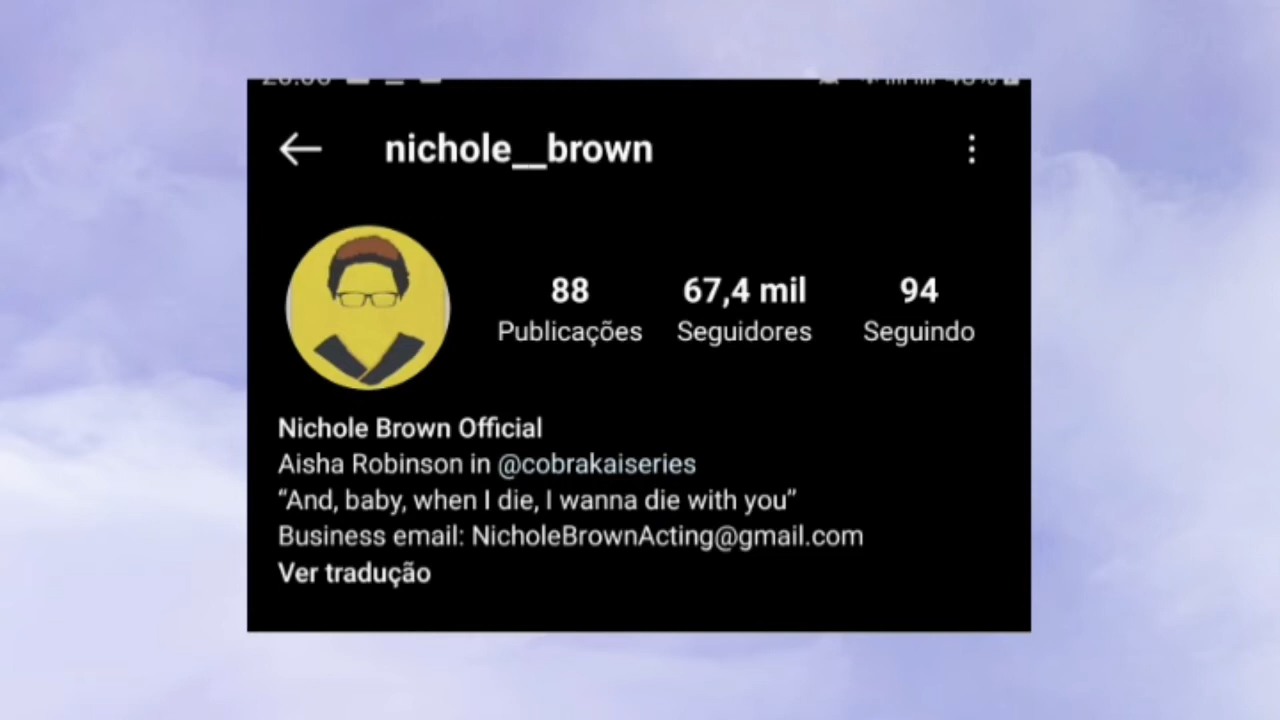 nichole__brown
88
67,4 mil
94
Publicações
Seguidores
Seguindo
Nichole Brown Official
Aisha Robinson in @cobrakaiseries
“And, baby, when I die, I wanna die with you”
Business email: NicholeBrownActing@gmail.com
Ver tradução